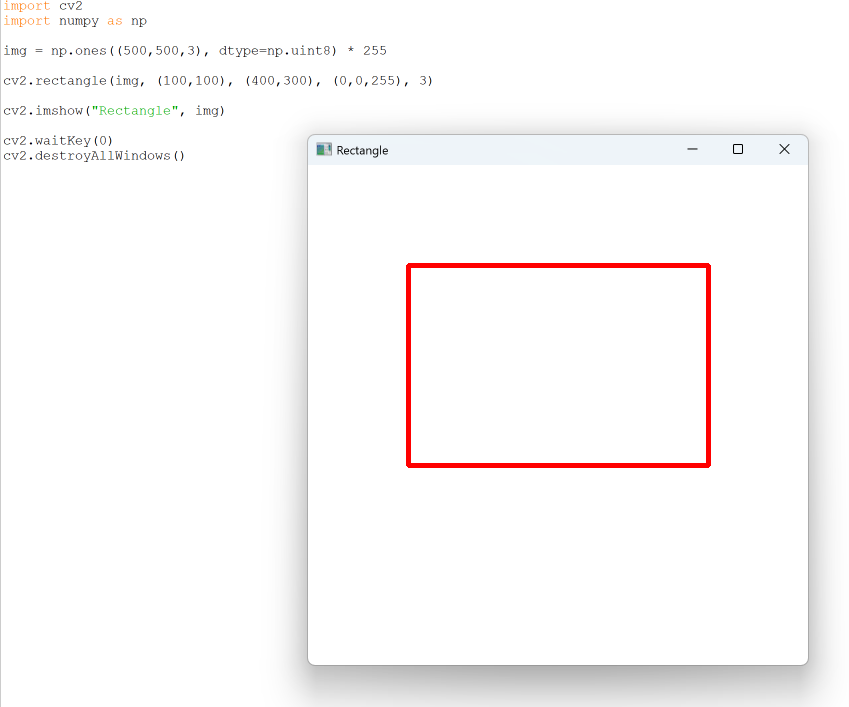 import cv2
import numpy as np
img = np.ones((500,500,3), dtype=np.uint8) * 255
cv2.rectangle(img, (100,100), (400,300), (0,0,255), 3)
cv2.imshow("Rectangle", img)
cv2.waitKey(0)
cv2.destroyAllWindows()
Rectangle